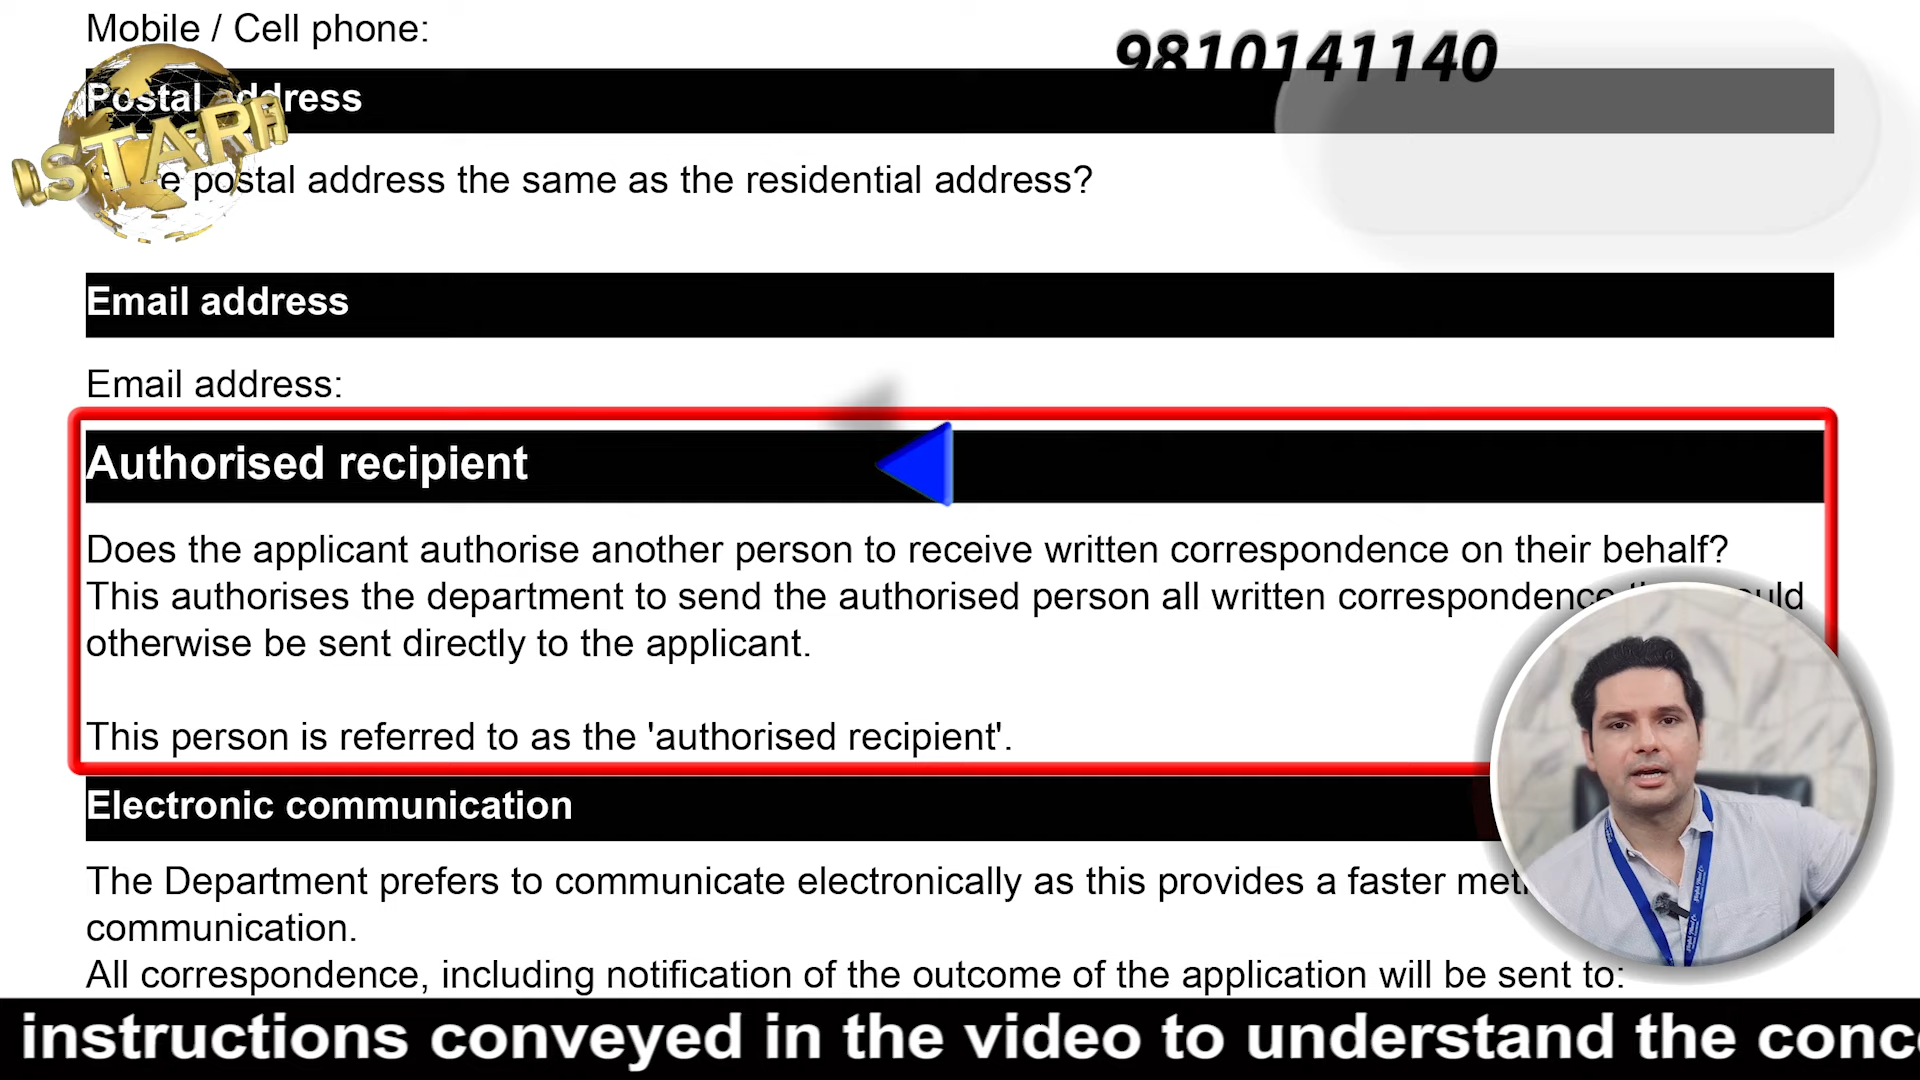 Mobile / Cell phone:
9810141140
Postal address
postal address the same as the residential address?
Email address
Email address:
Authorised recipient
Does the applicant authorise another person to receive written correspondence on their behalf?
This authorises the department to send the authorised person all written correspondence
otherwise be sent directly to the applicant.
This person is referred to as the 'authorised recipient'.
Electronic communication
The Department prefers to communicate electronically as this provides a faster
communication.
All correspondence, including notification of the outcome of the application will be sent to:
instructions conveyed in the video to understand the